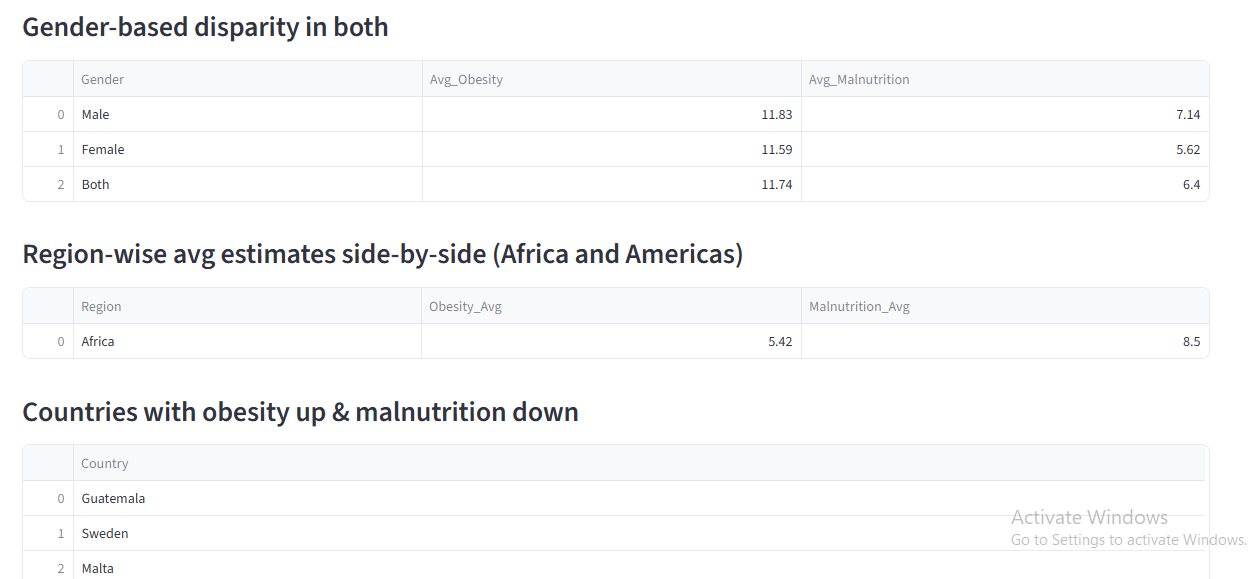 Gender-based disparity in both
Gender Avg_Obesity Avg_Malnutrition
0 Male 11.83 7.14
1 Female 11.59 5.62
2 Both 11.74 6.4
Region-wise avg estimates side-by-side (Africa and Americas)
Region Obesity_Avg Malnutrition_Avg
0 Africa 5.42 8.5
Countries with obesity up & malnutrition down
Country
0 Guatemala
Activate Windows
1 Sweden
Go to Settings to activate Windows.
2 Malta